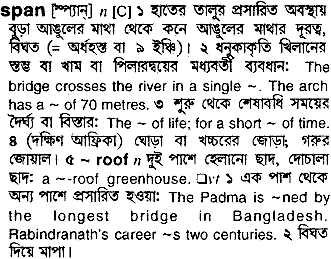 span [স্প্যান্] n [C] ১ হাতের তালুর প্রসারিত অবস্থায়
বুড়া আঙুলের মাথা থেকে কনে আঙুলের মাথার দূরত্ব,
বিঘত (= অর্ধহস্ত বা ৯ ইঞ্চি)। ২ ধনুকাকৃতি খিলানের
স্তম্ভ বা খাম বা পিলারদ্বয়ের মধ্যবর্তী ব্যবধান: The
bridge crosses the river in a single ~. The arch
has a ~ of 70 metres. ৩ শুরু থেকে শেষাবধি সময়ের
দৈর্ঘ্য বা বিস্তার: The ~ of life; for a short ~ of time.
৪ (দক্ষিণ আফ্রিকা) ঘোড়া বা খচ্চরের জোড়া; গরুর
জোয়াল। ৫ ~ roof n দুই পাশে হেলানো ছাদ, দোচালা
ছাদ: a ~-roof greenhouse. □vt ১ এক পাশ থেকে
অন্য পাশে প্রসারিত হওয়া: The Padma is ~ned by
the longest bridge in Bangladesh.
Rabindranath's career ~s two centuries. ২ বিঘত
দিয়ে মাপা।